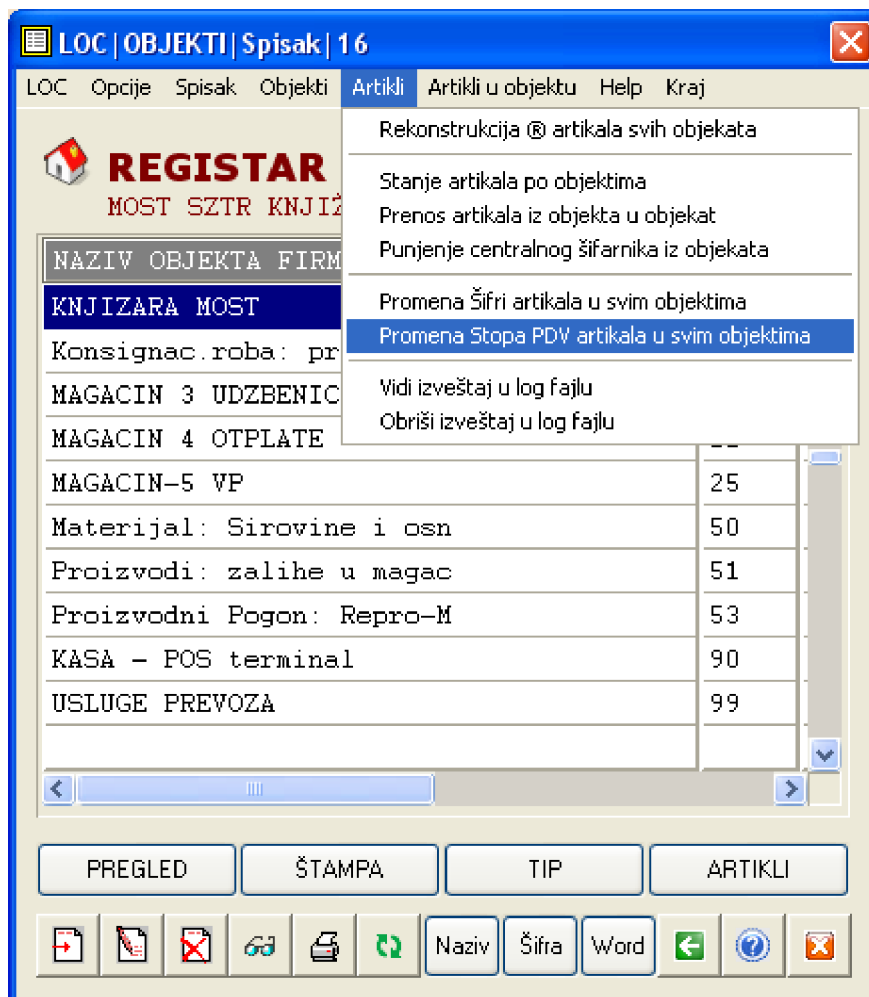 LOC | OBJEKTI | Spisak | 16
LOC Opcije Spisak Objekti Artikli Artikli u objektu Help Kraj
Rekonstrukcija ® artikala svih objekata
Stanje artikala po objektima
Prenos artikala iz objekta u objekat
Punjenje centralnog šifarnika iz objekata
Promena Šifri artikala u svim objektima
Promena Stopa PDV artikala u svim objektima
Vidi izveštaj u log fajlu
Obriši izveštaj u log fajlu
REGISTAR
MOST SZTR KNJIŽ
NAZIV OBJEKTA FIRM
KNJIZARA MOST
Konsignac.roba: pr
MAGACIN 3 UDZBENIC
MAGACIN 4 OTPLATE
MAGACIN-5 VP 25
Materijal: Sirovine i osn 50
Proizvodi: zalihe u magac 51
Proizvodni Pogon: Repro-M 53
KASA - POS terminal 90
USLUGE PREVOZA 99
PREGLED ŠTAMPA TIP ARTIKLI
Naziv Šifra Word